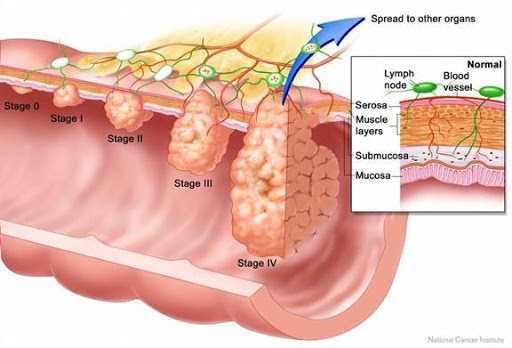 Spread to other organs
Normal
Lymph
node
Blood
vessel
Serosa
Muscle
layers
Submucosa
Mucosa
Stage 0
Stage I
Stage II
Stage III
Stage IV
National Cancer Institute